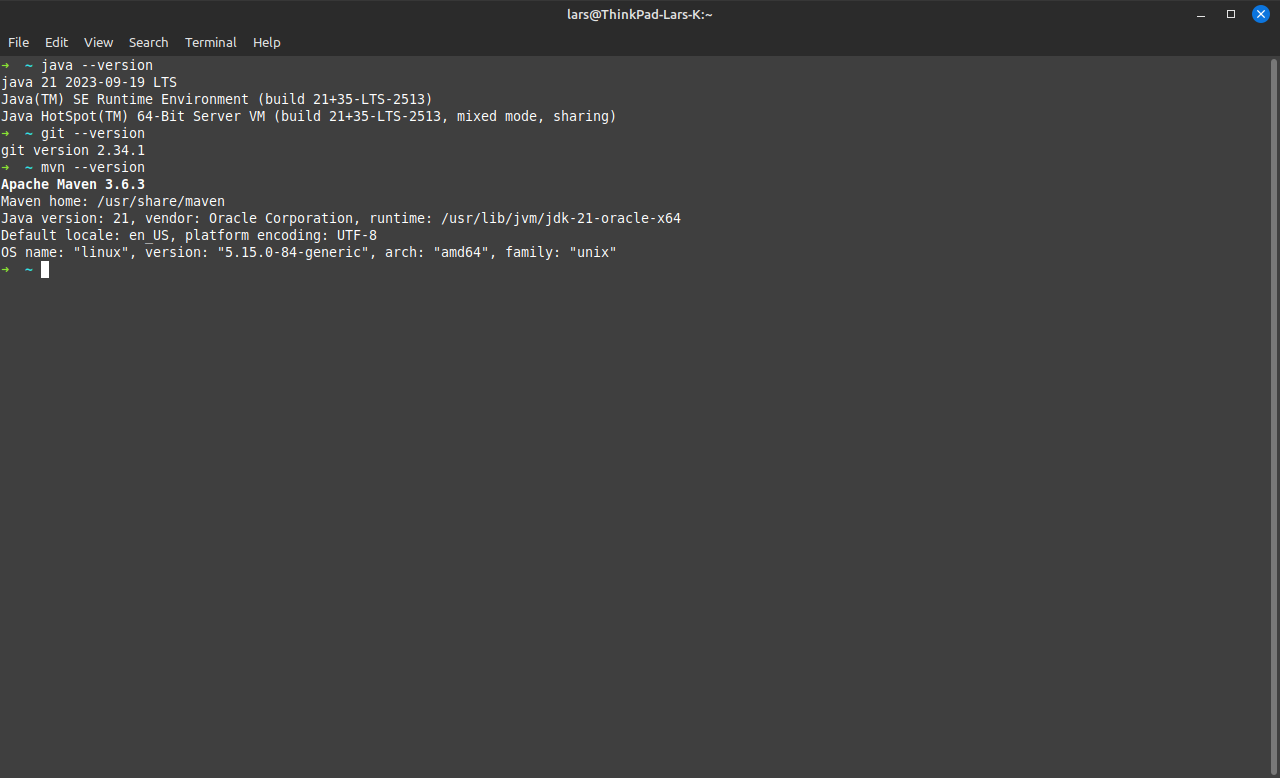 lars@ThinkPad-Lars-K:~
File Edit View Search Terminal Help
➜ ~ java --version
java 21 2023-09-19 LTS
Java(TM) SE Runtime Environment (build 21+35-LTS-2513)
Java HotSpot(TM) 64-Bit Server VM (build 21+35-LTS-2513, mixed mode, sharing)
➜ ~ git --version
git version 2.34.1
➜ ~ mvn --version
Apache Maven 3.6.3
Maven home: /usr/share/maven
Java version: 21, vendor: Oracle Corporation, runtime: /usr/lib/jvm/jdk-21-oracle-x64
Default locale: en_US, platform encoding: UTF-8
OS name: "linux", version: "5.15.0-84-generic", arch: "amd64", family: "unix"
➜ ~